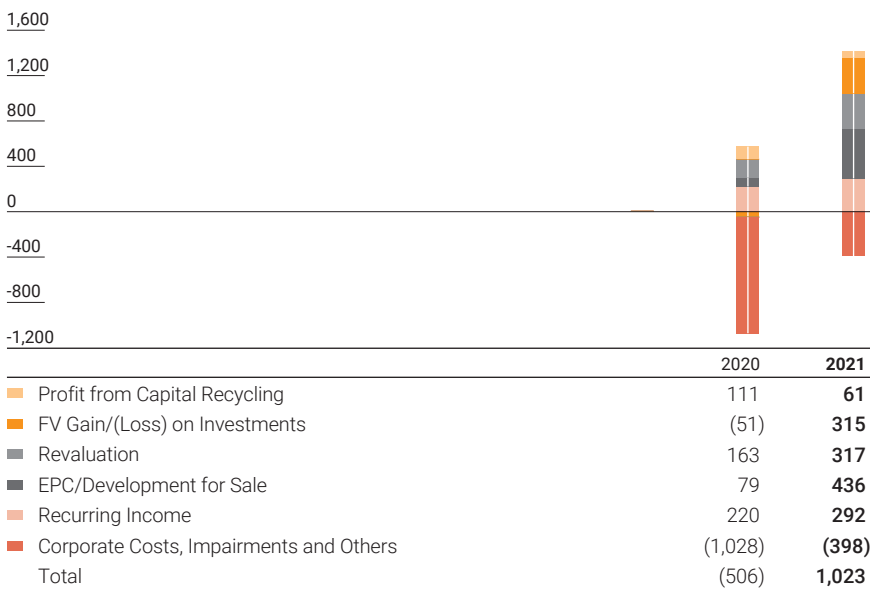 1,600
1,200
800
400
0
-400
-800
-1,200
2020 2021
Profit from Capital Recycling 111 61
FV Gain/(Loss) on Investments (51) 315
Revaluation 163 317
EPC/Development for Sale 79 436
Recurring Income 220 292
Corporate Costs, Impairments and Others (1,028) (398)
Total (506) 1,023